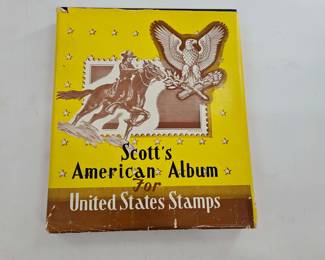 Scott's
American Album
For
United States Stamps